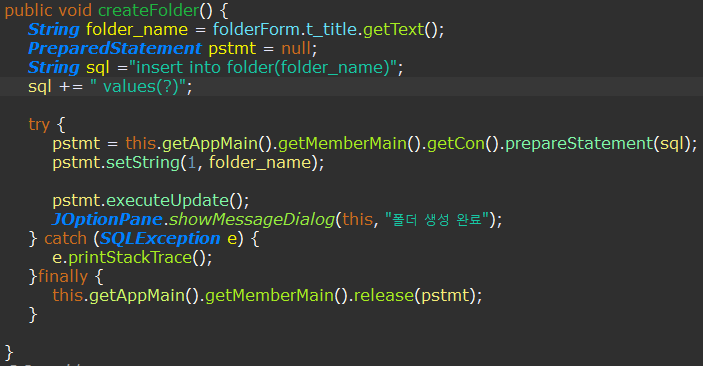 public void createFolder() {
String folder_name = folderForm.t_title.getText();
PreparedStatement pstmt = null;
String sql ="insert into folder(folder_name)";
sql += " values(?)";
try {
pstmt = this.getAppMain().getMemberMain().getCon().prepareStatement(sql);
pstmt.setString(1, folder_name);
pstmt.executeUpdate();
JOptionPane.showMessageDialog(this, "폴더 생성 완료");
} catch (SQLException e) {
e.printStackTrace();
}finally {
this.getAppMain().getMemberMain().release(pstmt);
}
}